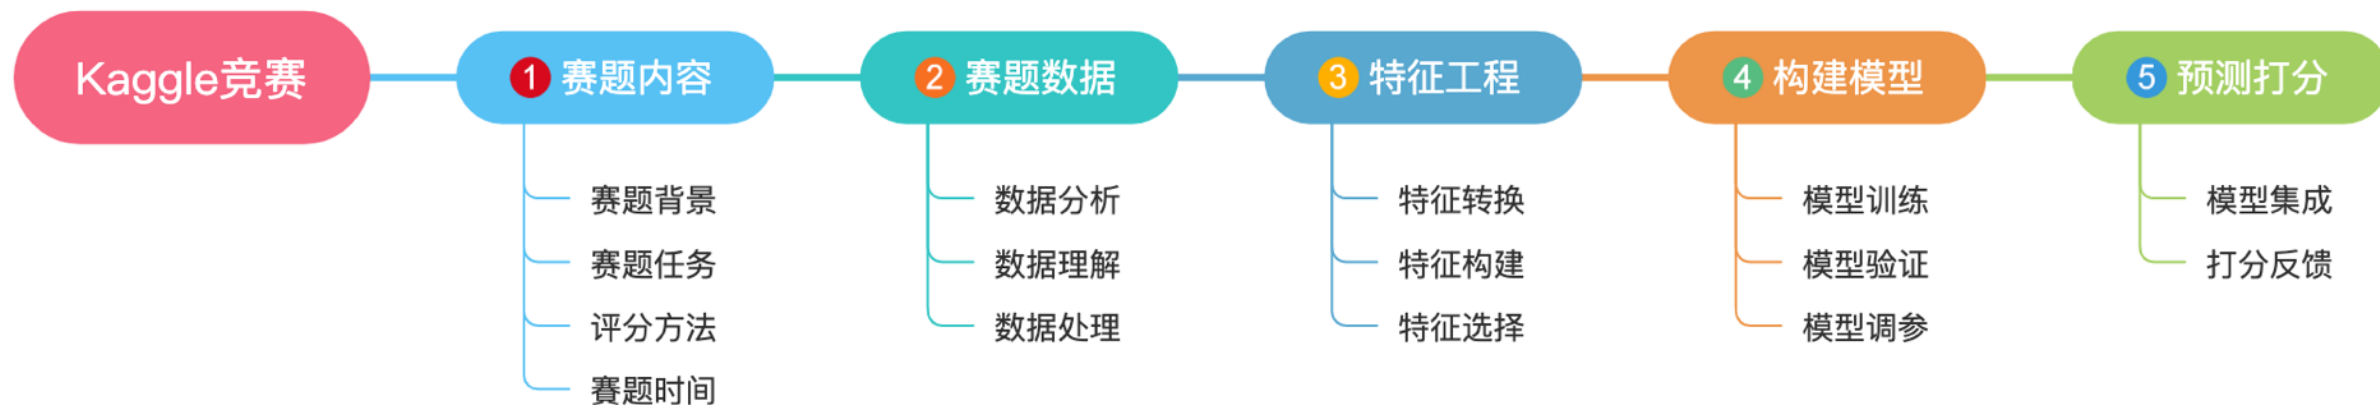 Kaggle竞赛
1 赛题内容
赛题背景
赛题任务
评分方法
赛题时间
2 赛题数据
数据分析
数据理解
数据处理
3 特征工程
特征转换
特征构建
特征选择
4 构建模型
模型训练
模型验证
模型调参
5 预测打分
模型集成
打分反馈